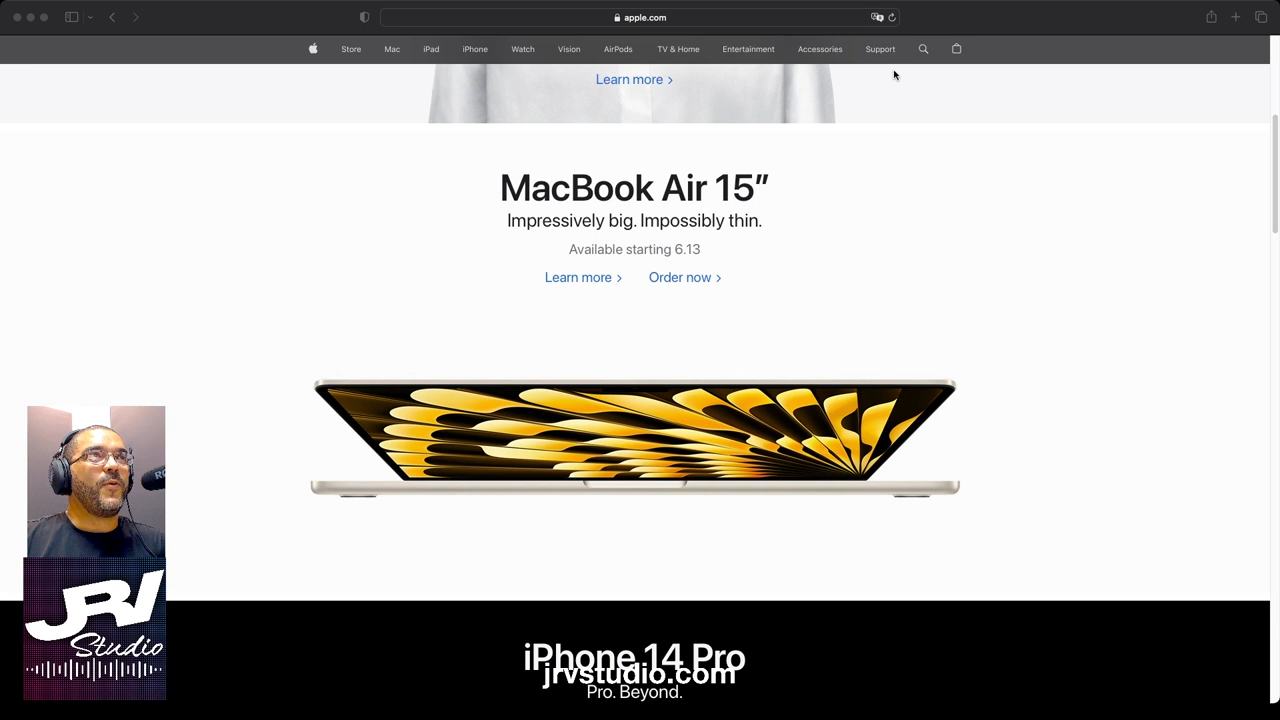 apple.com
Store Mac iPad iPhone Watch Vision AirPods TV & Home Entertainment Accessories Support
Learn more >
MacBook Air 15”
Impressively big. Impossibly thin.
Available starting 6.13
Learn more > Order now >
JRV
Studio
iPhone 14 Pro
jrvstudio.com
Pro. Beyond.